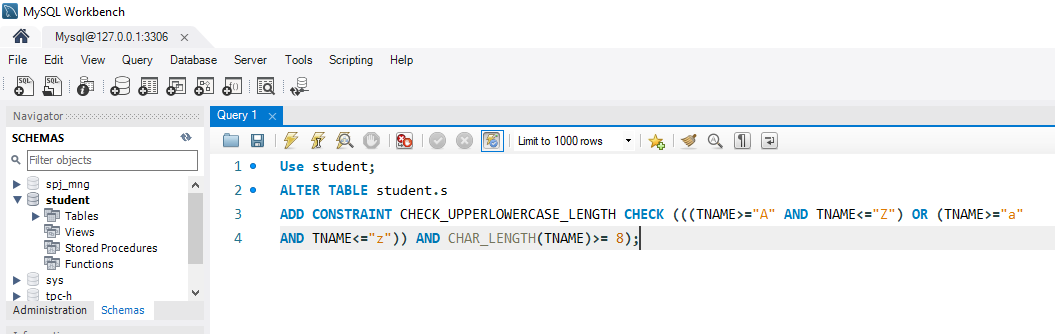 MySQL Workbench
Mysql@127.0.0.1:3306
File Edit View Query Database Server Tools Scripting Help
Navigator
Query 1
SCHEMAS
Limit to 1000 rows
Filter objects
spj_mng
student
Tables
Views
Stored Procedures
Functions
sys
tpc-h
Administration Schemas
1 Use student;
2 ALTER TABLE student.s
3 ADD CONSTRAINT CHECK_UPPERLOWERCASE_LENGTH CHECK (((TNAME>="A" AND TNAME<="Z") OR (TNAME>="a"
4 AND TNAME<="z")) AND CHAR_LENGTH(TNAME)>= 8);